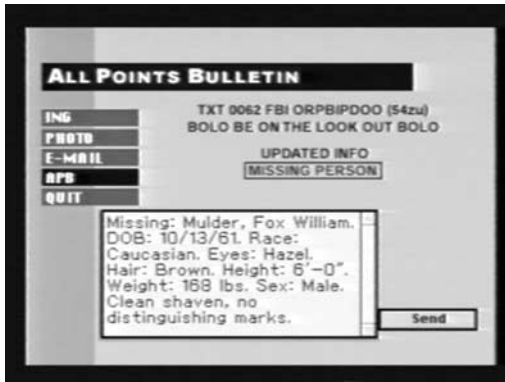 ALL POINTS BULLETIN
TXT 0062 FBI ORPBIPDOO (54zu)
BOLO BE ON THE LOOK OUT BOLO
UPDATED INFO
MISSING PERSON
ING
PHOTO
E-MAIL
APB
QUIT
Missing: Mulder, Fox William.
DOB: 10/13/61. Race:
Caucasian. Eyes: Hazel.
Hair: Brown. Height: 6'-0".
Weight: 168 lbs. Sex: Male.
Clean shaven, no
distinguishing marks.
Send